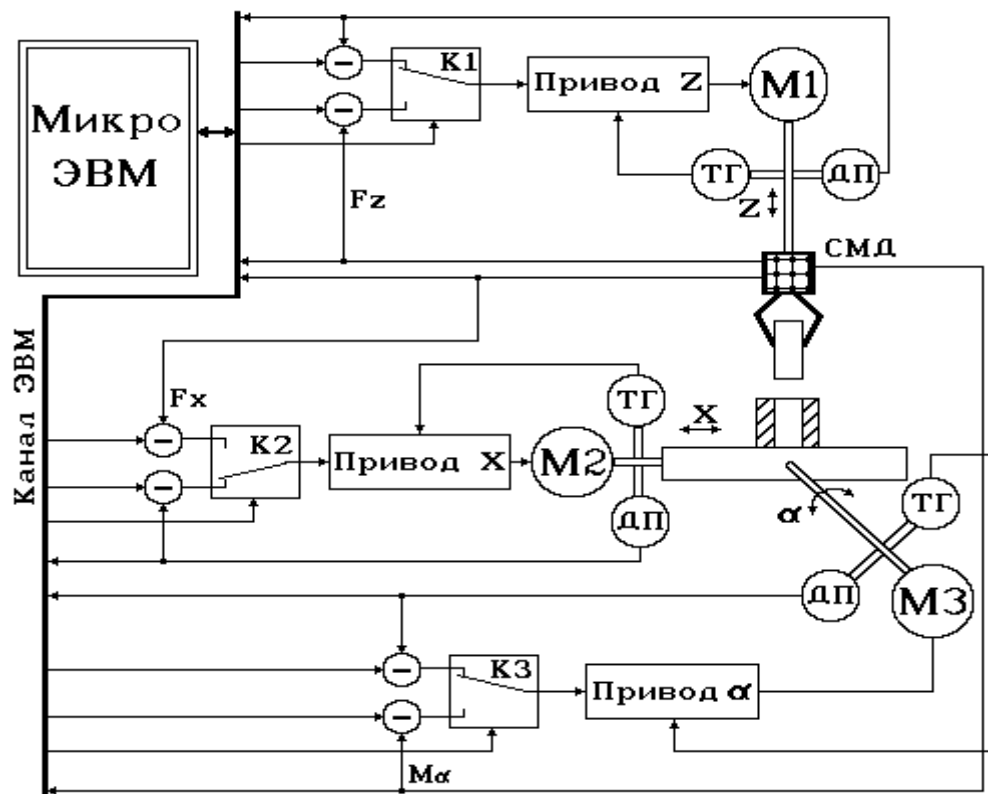 Микро
ЭВМ
К1
Привод Z
М1
ТГ
ДП
Z
Fz
СМД
Канал ЭВМ
Fx
К2
Привод X
М2
ТГ
ДП
X
α
ТГ
ДП
М3
К3
Привод α
Mα